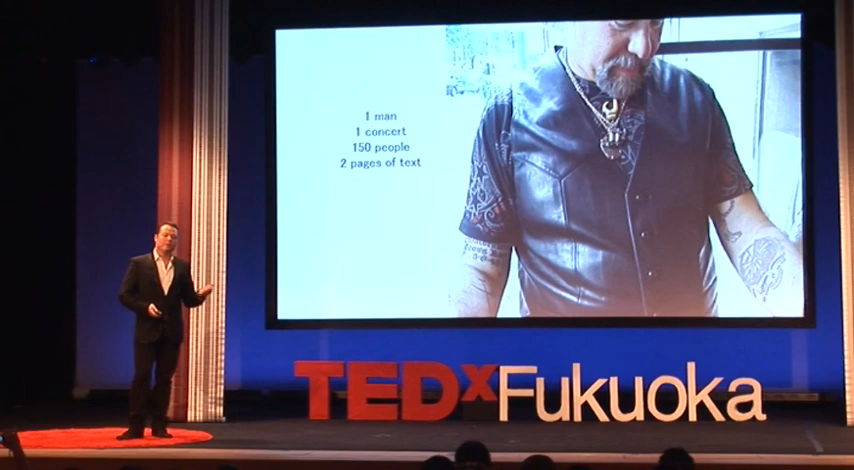 1 man
1 concert
150 people
2 pages of text
TEDxFukuoka